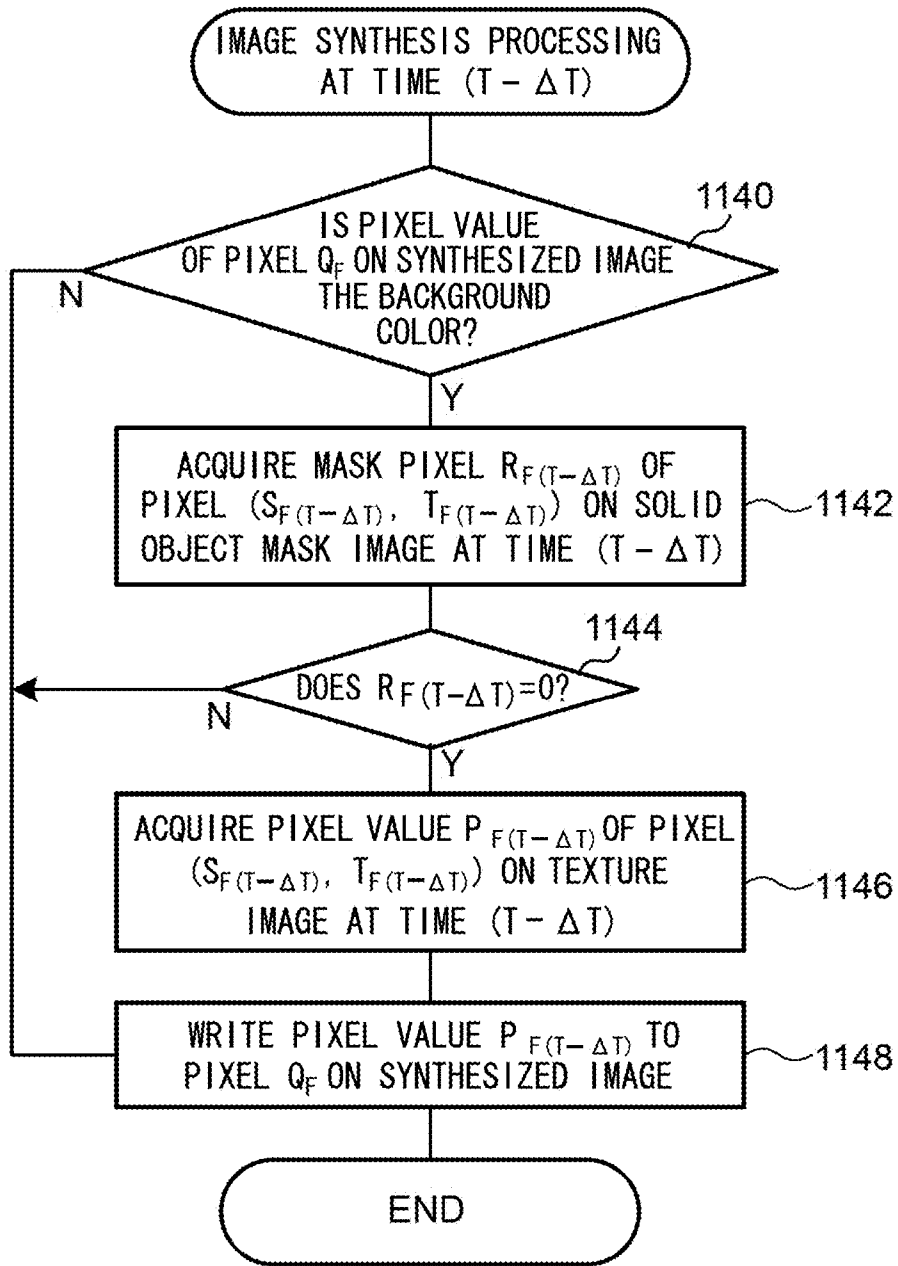 IMAGE SYNTHESIS PROCESSING
AT TIME (T - ΔT)
1140
IS PIXEL VALUE
OF PIXEL QF ON SYNTHESIZED IMAGE
THE BACKGROUND
COLOR?
N
Y
ACQUIRE MASK PIXEL RF(T-ΔT) OF
PIXEL (SF(T-ΔT), TF(T-ΔT)) ON SOLID
OBJECT MASK IMAGE AT TIME (T - ΔT)
1142
1144
DOES RF(T-ΔT)=0?
N
Y
ACQUIRE PIXEL VALUE PF(T-ΔT) OF PIXEL
(SF(T-ΔT), TF(T-ΔT)) ON TEXTURE
IMAGE AT TIME (T - ΔT)
1146
WRITE PIXEL VALUE PF(T-ΔT) TO
PIXEL QF ON SYNTHESIZED IMAGE
1148
END